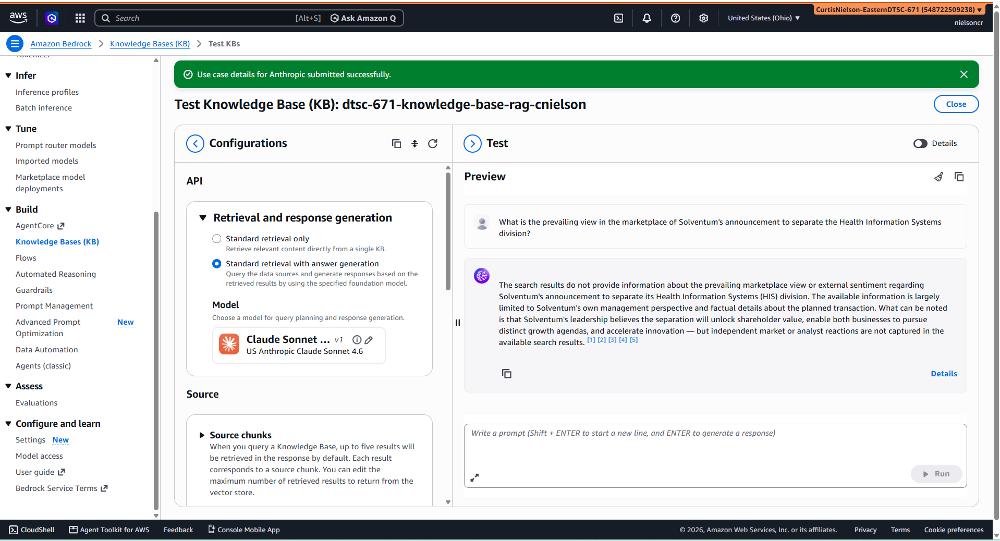 aws
Search [Alt+S] Ask Amazon Q
United States (Ohio)
CurtisNielson-EasternDTSC-671 (548722509238)
nielsoncr
Amazon Bedrock
Knowledge Bases (KB)
Test KBs
Tokenizer
Infer
Inference profiles
Batch inference
Tune
Prompt router models
Imported models
Marketplace model
deployments
Build
AgentCore
Knowledge Bases (KB)
Flows
Automated Reasoning
Guardrails
Prompt Management
Advanced Prompt
Optimization
New
Data Automation
Agents (classic)
Assess
Evaluations
Configure and learn
Settings New
Model access
User guide
Bedrock Service Terms
Use case details for Anthropic submitted successfully.
Test Knowledge Base (KB): dtsc-671-knowledge-base-rag-cnielson
Close
Configurations
API
Retrieval and response generation
Standard retrieval only
Retrieve relevant content directly from a single KB.
Standard retrieval with answer generation
Query the data sources and generate responses based on the
retrieved results by using the specified foundation model.
Model
Choose a model for query planning and response generation.
Claude Sonnet ... v1
US Anthropic Claude Sonnet 4.6
Source
Source chunks
When you query a Knowledge Base, up to five results will
be retrieved in the response by default. Each result
corresponds to a source chunk. You can edit the
maximum number of retrieved results to return from the
vector store.
Test
Details
Preview
What is the prevailing view in the marketplace of Solventum's announcement to separate the Health Information Systems
division?
The search results do not provide information about the prevailing marketplace view or external sentiment regarding
Solventum's announcement to separate its Health Information Systems (HIS) division. The available information is largely
limited to Solventum's own management perspective and factual details about the planned transaction. What can be noted
is that Solventum's leadership believes the separation will unlock shareholder value, enable both businesses to pursue
distinct growth agendas, and accelerate innovation — but independent market or analyst reactions are not captured in the
available search results. [1] [2] [3] [4] [5]
Details
Write a prompt (Shift + ENTER to start a new line, and ENTER to generate a response)
Run
CloudShell
Agent Toolkit for AWS
Feedback
Console Mobile App
© 2026, Amazon Web Services, Inc. or its affiliates.
Privacy
Terms
Cookie preferences